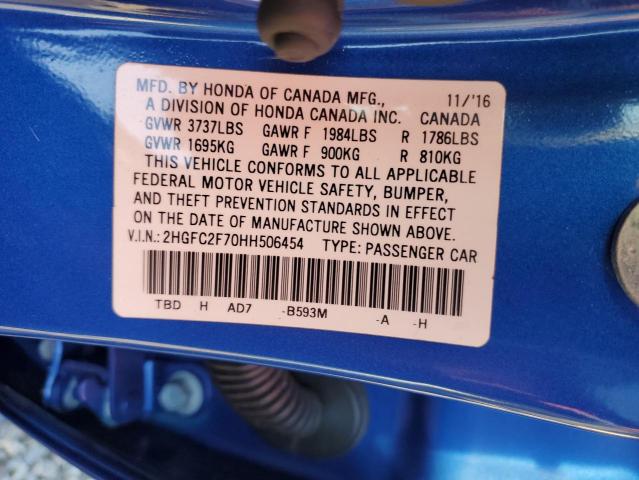 MFD. BY HONDA OF CANADA MFG., 11/'16
A DIVISION OF HONDA CANADA INC. CANADA
GVWR 3737LBS GAWR F 1984LBS R 1786LBS
GVWR 1695KG GAWR F 900KG R 810KG
THIS VEHICLE CONFORMS TO ALL APPLICABLE
FEDERAL MOTOR VEHICLE SAFETY, BUMPER,
AND THEFT PREVENTION STANDARDS IN EFFECT
ON THE DATE OF MANUFACTURE SHOWN ABOVE.
V.I.N.: 2HGFC2F70HH506454 TYPE: PASSENGER CAR
TBD H AD7 -B593M -A -H